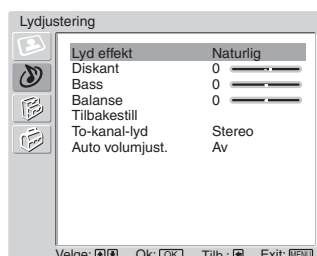 Lydjustering
Lyd effekt Naturlig
Diskant 0
Bass 0
Balanse 0
Tilbakestill
To-kanal-lyd Stereo
Auto volumjust. Av
Velge: Ok: OK Tilb.: Exit: MENU